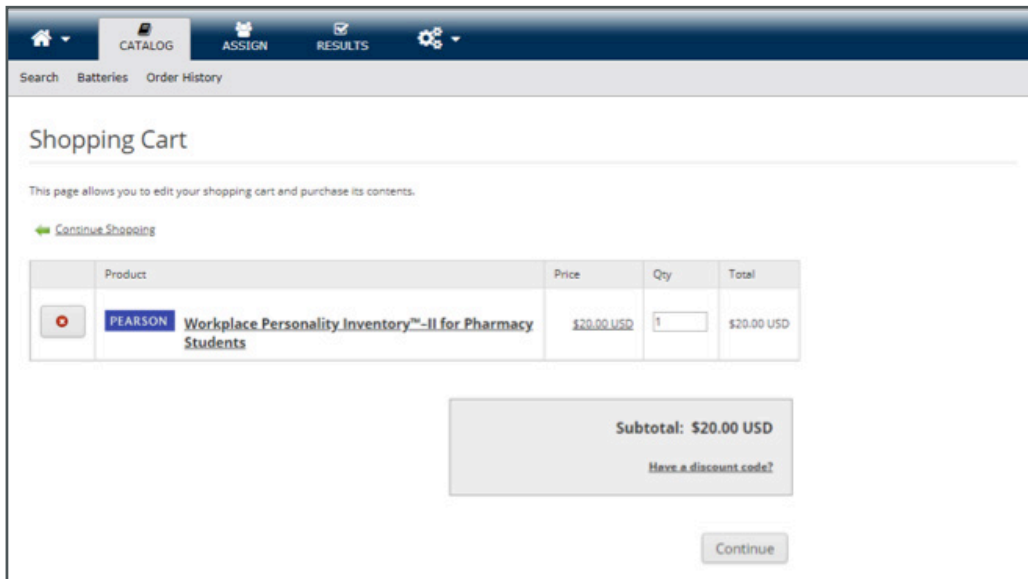 CATALOG ASSIGN RESULTS
Search Batteries Order History
Shopping Cart
This page allows you to edit your shopping cart and purchase its contents.
Continue Shopping
Product Price Qty Total
PEARSON Workplace Personality Inventory™-II for Pharmacy $20.00 USD 1 $20.00 USD
Students
Subtotal: $20.00 USD
Have a discount code?
Continue